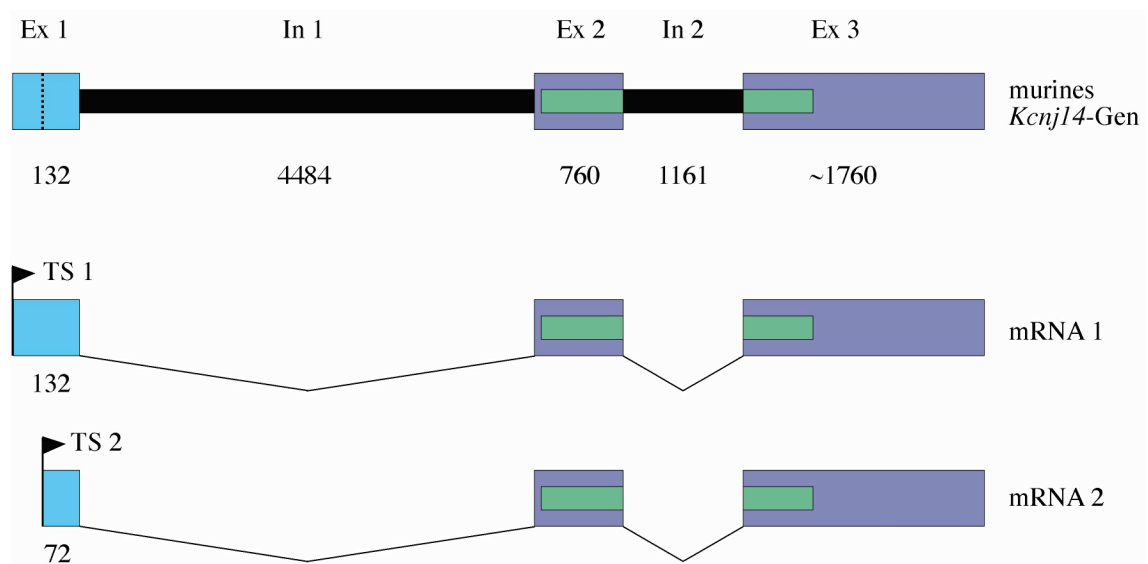 Ex 1 In 1 Ex 2 In 2 Ex 3
murines
Kcnj14-Gen
132 4484 760 1161 ~1760
TS 1
mRNA 1
132
TS 2
mRNA 2
72